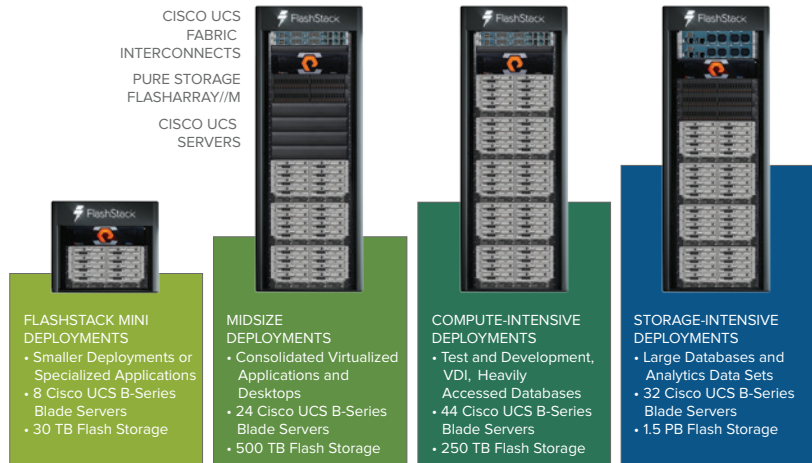 CISCO UCS
FABRIC
INTERCONNECTS
PURE STORAGE
FLASHARRAY//M
CISCO UCS
SERVERS
FlashStack
FlashStack
FlashStack
FlashStack
FLASHSTACK MINI
DEPLOYMENTS
• Smaller Deployments or
Specialized Applications
• 8 Cisco UCS B-Series
Blade Servers
• 30 TB Flash Storage
MIDSIZE
DEPLOYMENTS
• Consolidated Virtualized
Applications and
Desktops
• 24 Cisco UCS B-Series
Blade Servers
• 500 TB Flash Storage
COMPUTE-INTENSIVE
DEPLOYMENTS
• Test and Development,
VDI, Heavily
Accessed Databases
• 44 Cisco UCS B-Series
Blade Servers
• 250 TB Flash Storage
STORAGE-INTENSIVE
DEPLOYMENTS
• Large Databases and
Analytics Data Sets
• 32 Cisco UCS B-Series
Blade Servers
• 1.5 PB Flash Storage